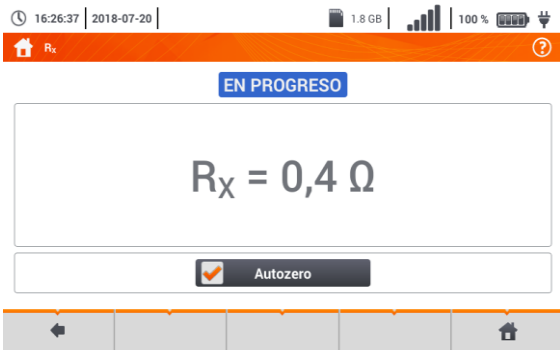 16:26:37 2018-07-20 1.8 GB 100 %
Rx
EN PROGRESO
RX = 0,4 Ω
Autozero